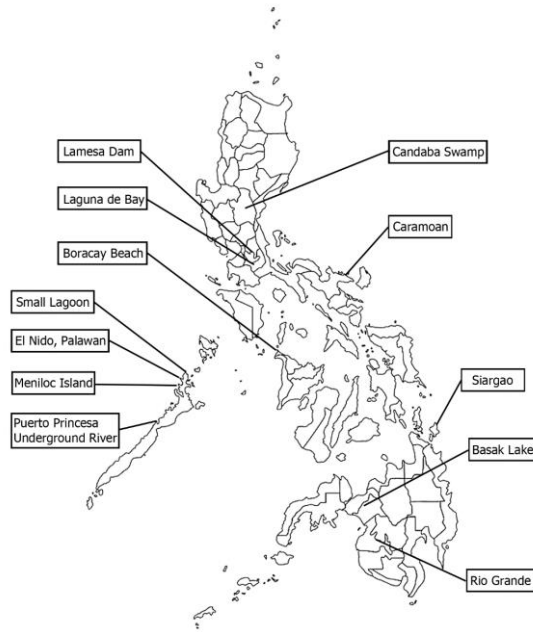 Lamesa Dam
Candaba Swamp
Laguna de Bay
Caramoan
Boracay Beach
Small Lagoon
El Nido, Palawan
Meniloc Island
Siargao
Puerto Princesa
Underground River
Basak Lake
Rio Grande